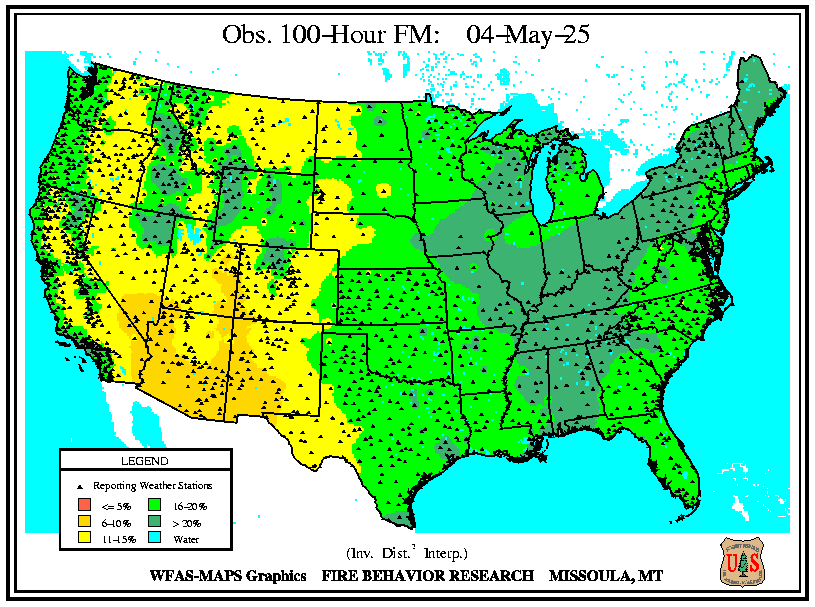 Obs. 100-Hour FM: 04-May-25
LEGEND
Reporting Weather Stations
<= 5%
16-20%
6-10%
> 20%
11-15%
Water
(Inv. Dist.² Interp.)
WFAS-MAPS Graphics FIRE BEHAVIOR RESEARCH MISSOULA, MT
U S